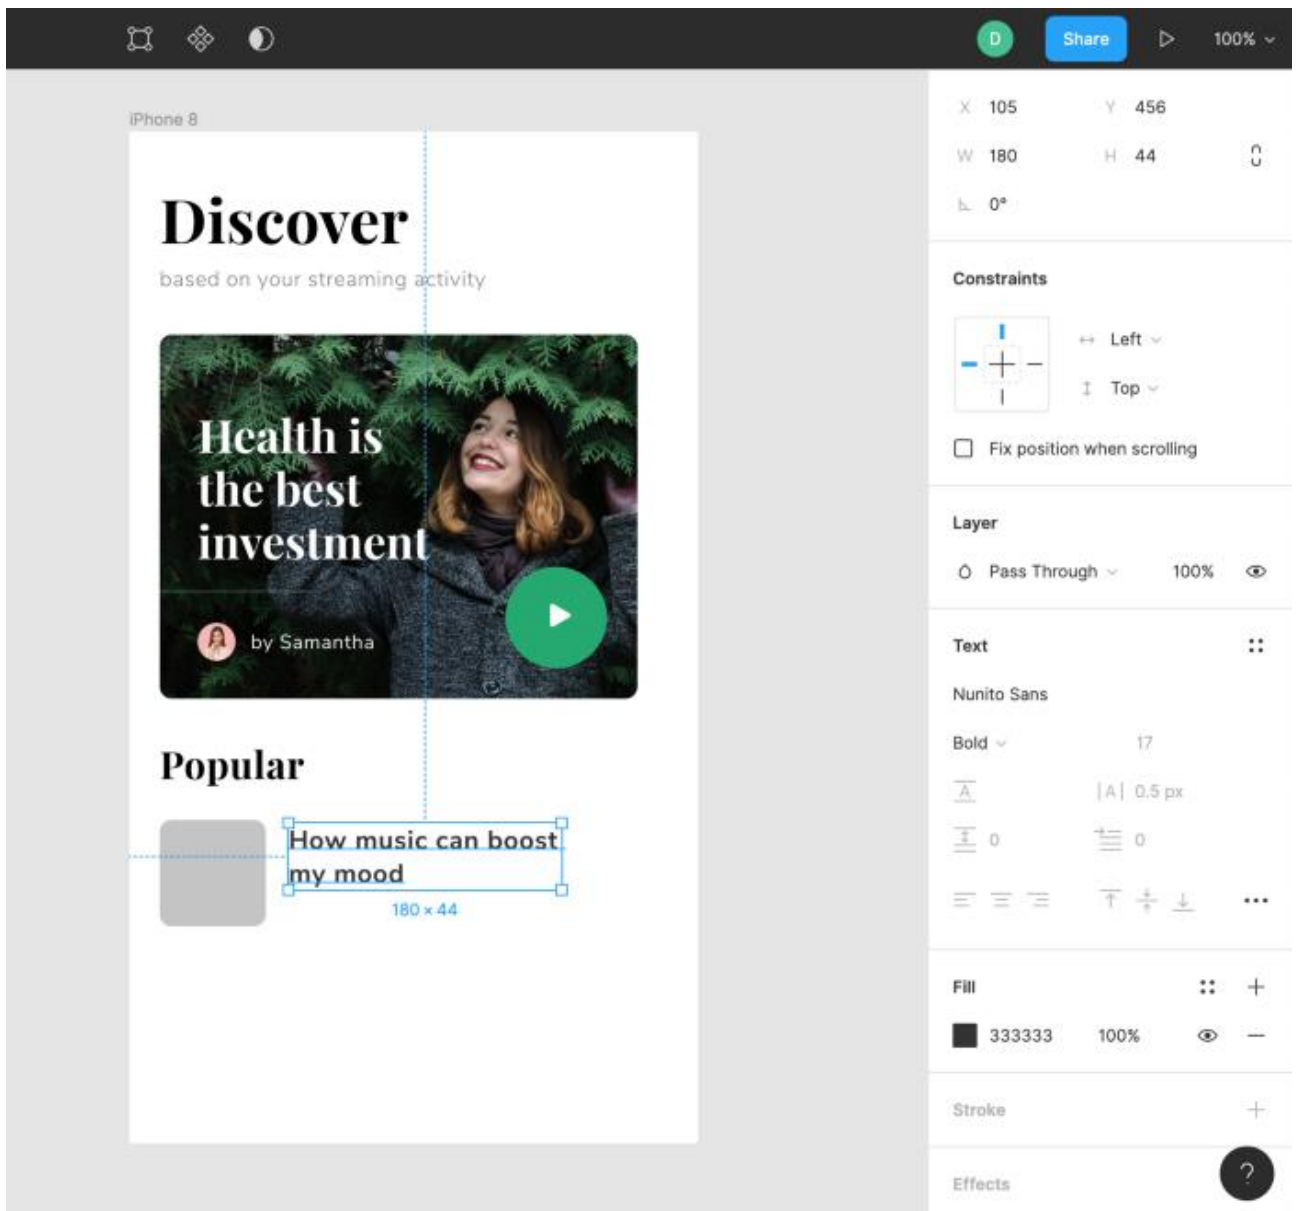 D
Share
100%
iPhone 8
Discover
based on your streaming activity
Health is
the best
investment
by Samantha
Popular
How music can boost
my mood
180 × 44
X 105 Y 456
W 180 H 44
0°
Constraints
Left
Top
Fix position when scrolling
Layer
Pass Through 100%
Text
Nunito Sans
Bold 17
A |A| 0.5 px
0 0
Fill
333333 100%
Stroke
Effects
?